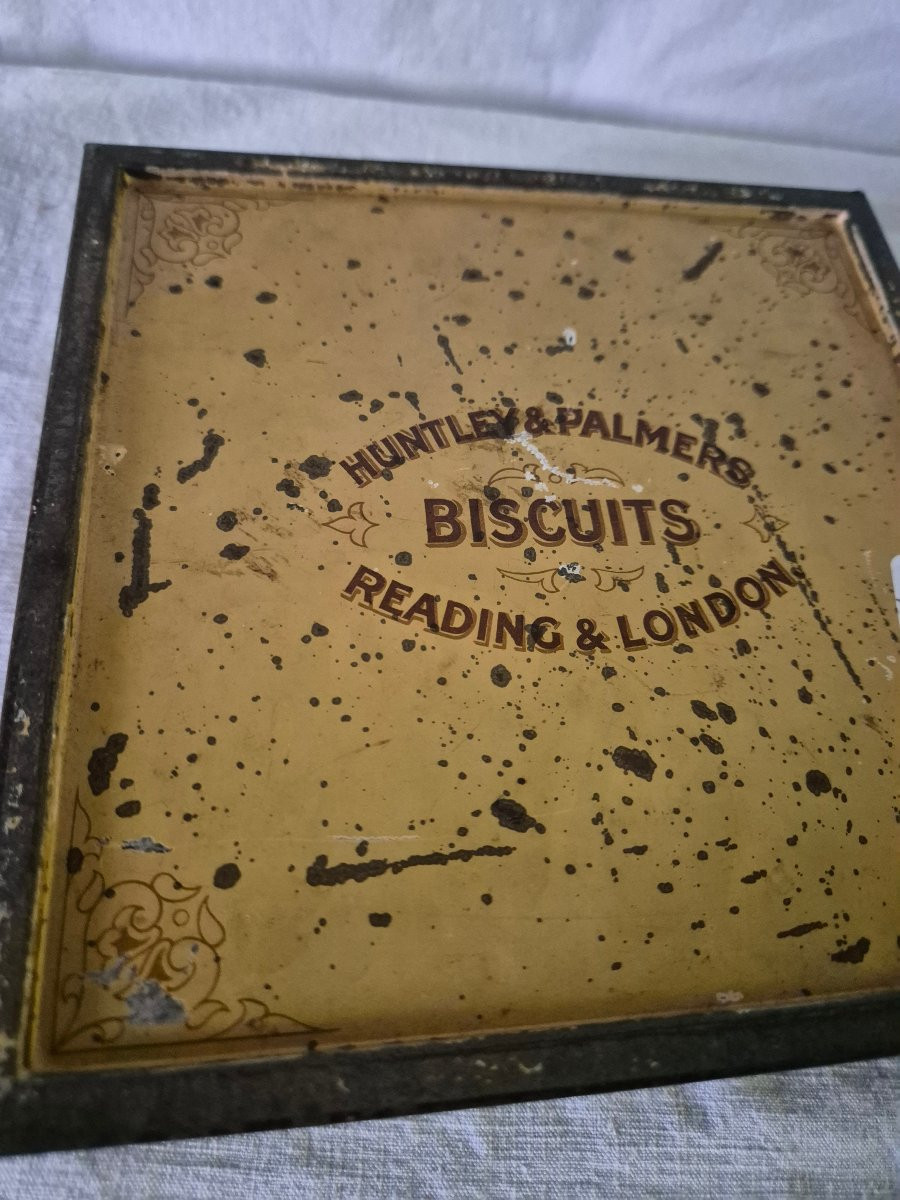 HUNTLEY & PALMERS
BISCUITS
READING & LONDON